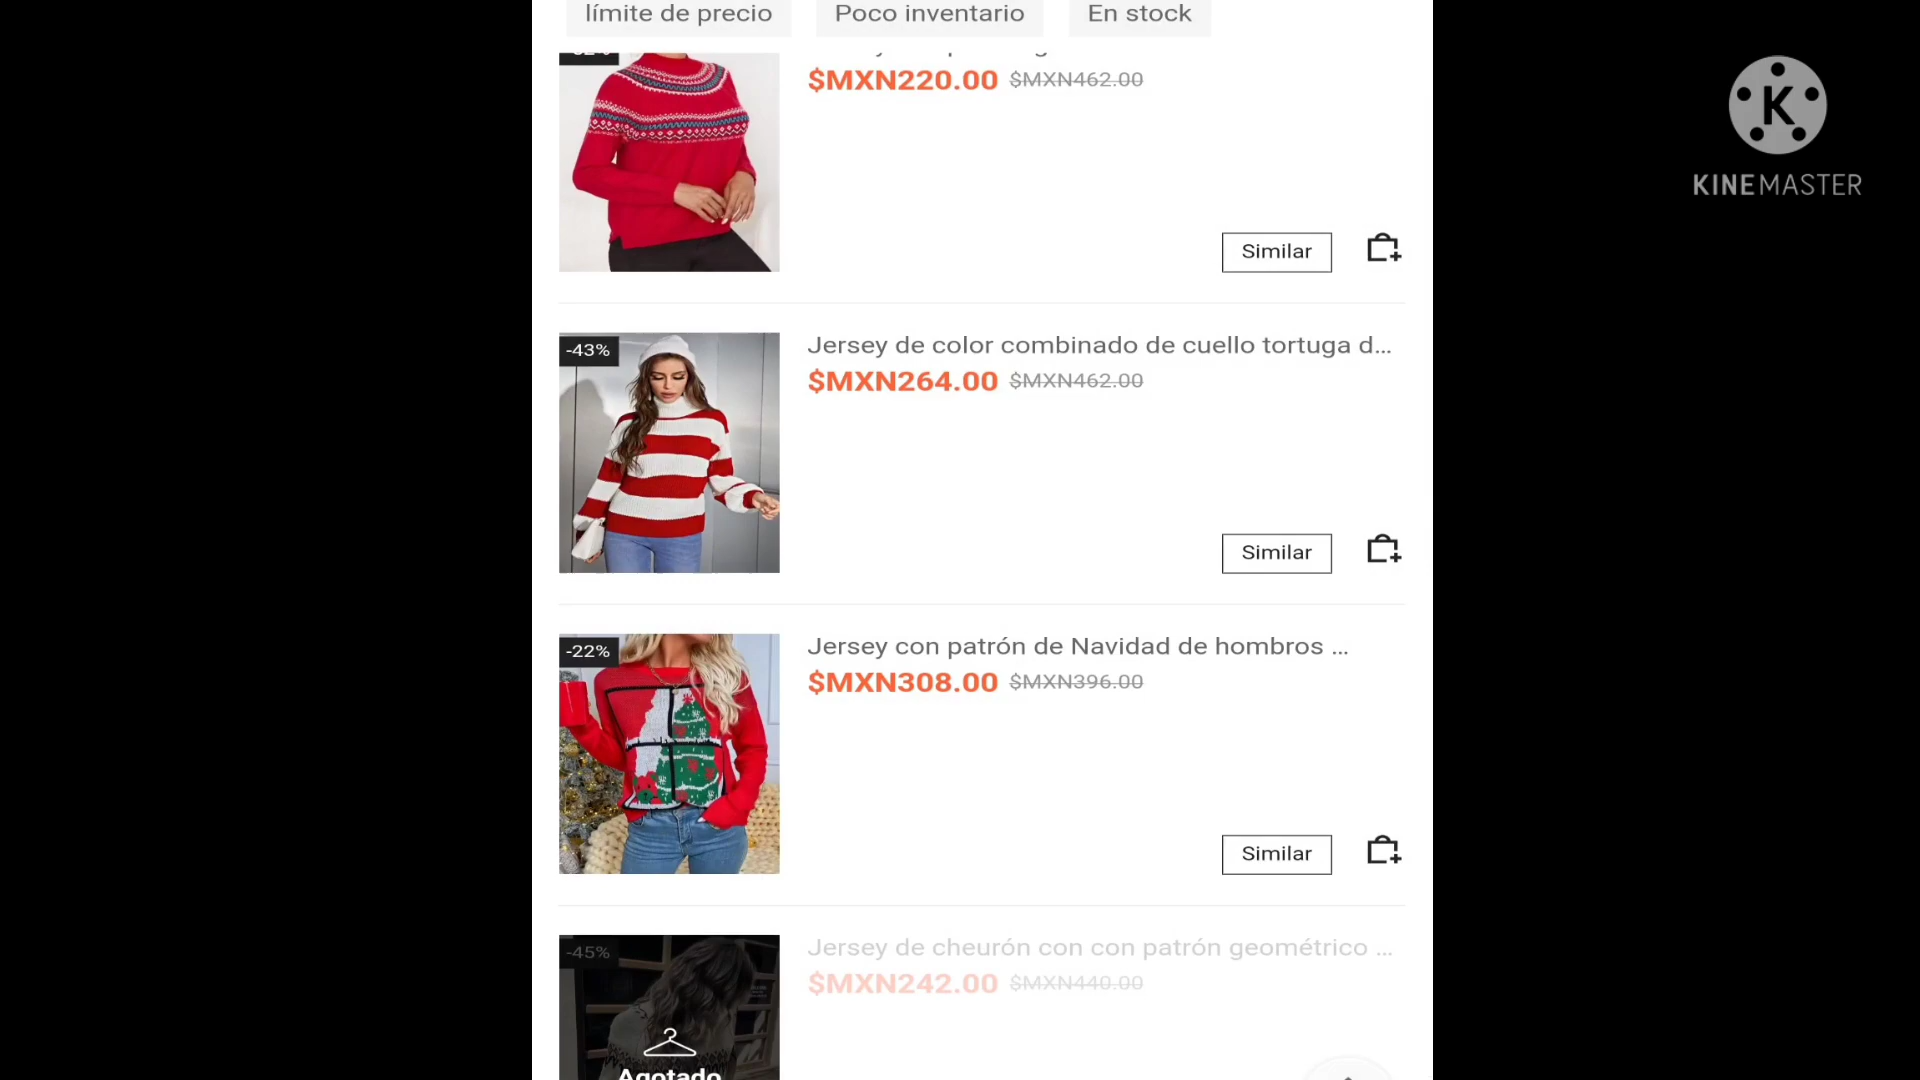 límite de precio
Poco inventario
En stock
$MXN220.00 $MXN462.00
Similar
-43%
Jersey de color combinado de cuello tortuga d...
$MXN264.00 $MXN462.00
Similar
-22%
Jersey con patrón de Navidad de hombros ...
$MXN308.00 $MXN396.00
Similar
-45%
Jersey de cheurón con con patrón geométrico ...
$MXN242.00 $MXN440.00
Agotado
K
KINEMASTER